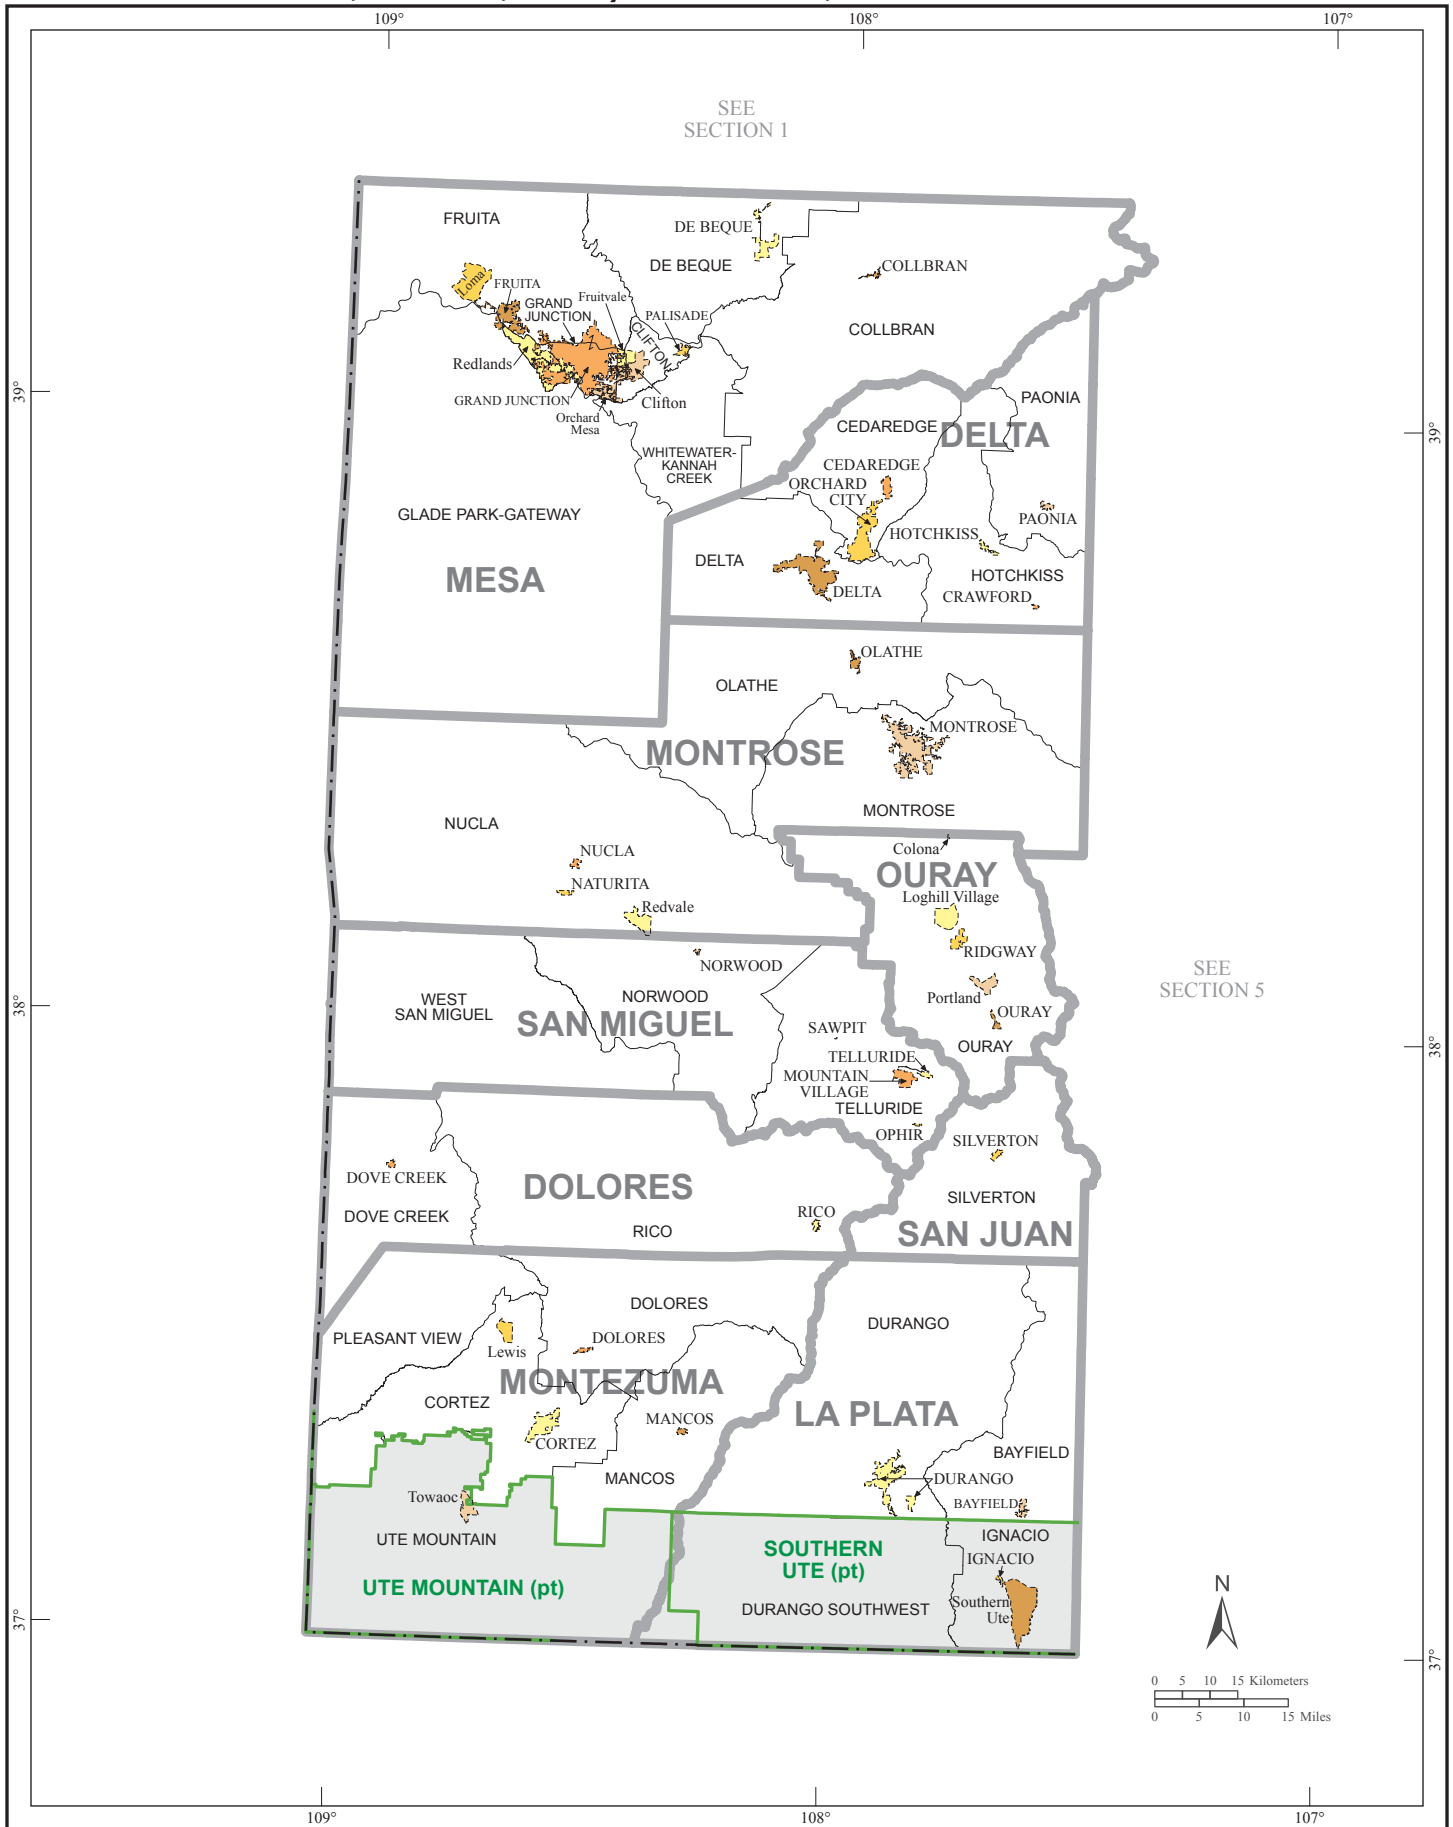 109°
108°
107°
SEE
SECTION 1
FRUITA
DE BEQUE
DE BEQUE
COLLBRAN
Loma
FRUITA
GRAND
JUNCTION
Fruitvale
PALISADE
CLIFTON
COLLBRAN
Redlands
GRAND JUNCTION
Orchard
Mesa
Clifton
39°
39°
PAONIA
CEDAREDGE
DELTA
WHITEWATER-
KANNAH
CREEK
CEDAREDGE
ORCHARD
CITY
GLADE PARK-GATEWAY
PAONIA
HOTCHKISS
DELTA
MESA
HOTCHKISS
DELTA
CRAWFORD
OLATHE
OLATHE
MONTROSE
MONTROSE
MONTROSE
NUCLA
Colona
NUCLA
OURAY
NATURITA
Loghill Village
Redvale
RIDGWAY
NORWOOD
SEE
SECTION 5
WEST
SAN MIGUEL
NORWOOD
Portland
38°
SAN MIGUEL
SAWPIT
OURAY
38°
OURAY
TELLURIDE
MOUNTAIN
VILLAGE
TELLURIDE
OPHIR
SILVERTON
DOVE CREEK
DOLORES
SILVERTON
DOVE CREEK
RICO
RICO
SAN JUAN
DOLORES
PLEASANT VIEW
DOLORES
DURANGO
Lewis
MONTEZUMA
CORTEZ
LA PLATA
MANCOS
CORTEZ
BAYFIELD
MANCOS
DURANGO
Towaoc
BAYFIELD
UTE MOUNTAIN
IGNACIO
SOUTHERN
UTE (pt)
IGNACIO
UTE MOUNTAIN (pt)
DURANGO SOUTHWEST
Southern
Ute
N
37°
37°
0 5 10 15 Kilometers
0 5 10 15 Miles
109°
108°
107°